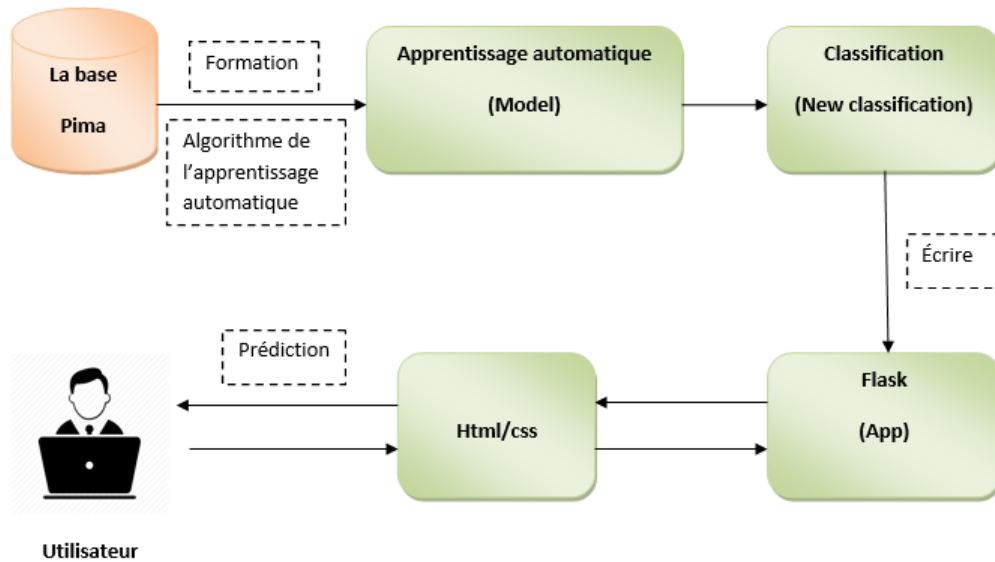 La base
Pima
Formation
Algorithme de
l'apprentissage
automatique
Apprentissage automatique
(Model)
Classification
(New classification)
Écrire
Prédiction
Html/css
Flask
(App)
Utilisateur